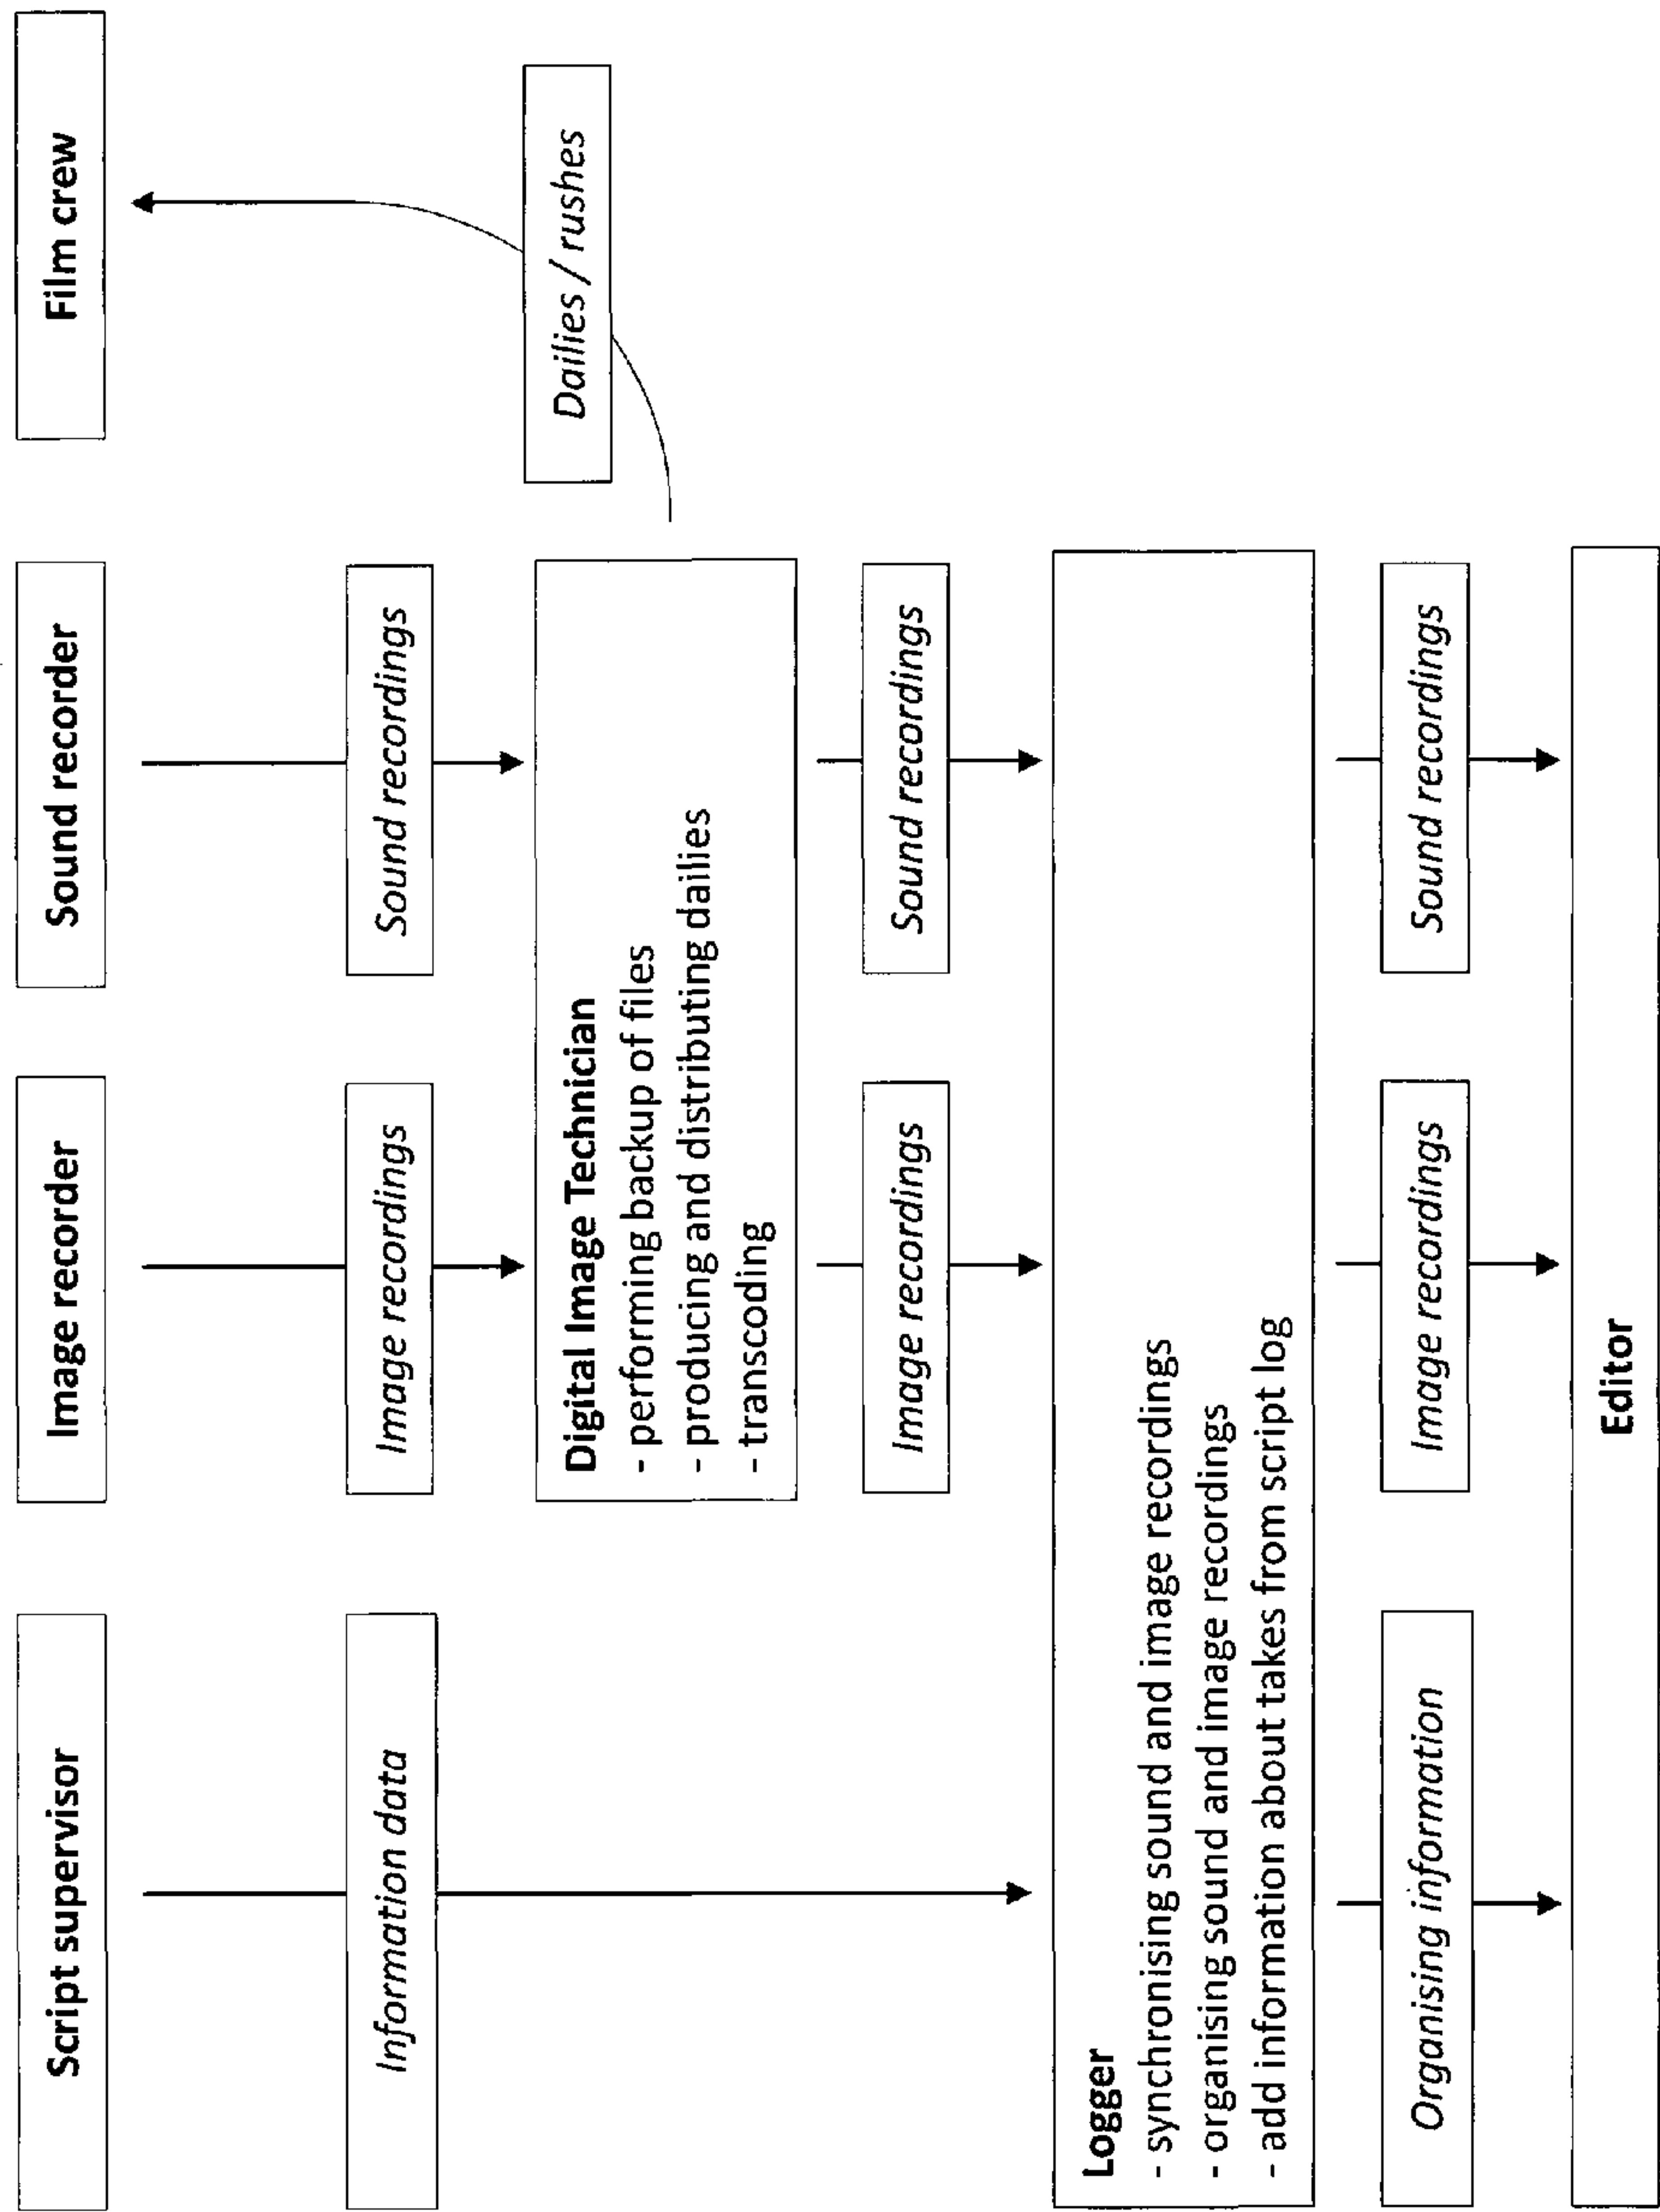 Script supervisor
Image recorder
Sound recorder
Film crew
Information data
Image recordings
Sound recordings
Dailies / rushes
Digital Image Technician
- performing backup of files
- producing and distributing dailies
- transcoding
Image recordings
Sound recordings
Logger
- synchronising sound and image recordings
- organising sound and image recordings
- add information about takes from script log
Organising information
Image recordings
Sound recordings
Editor